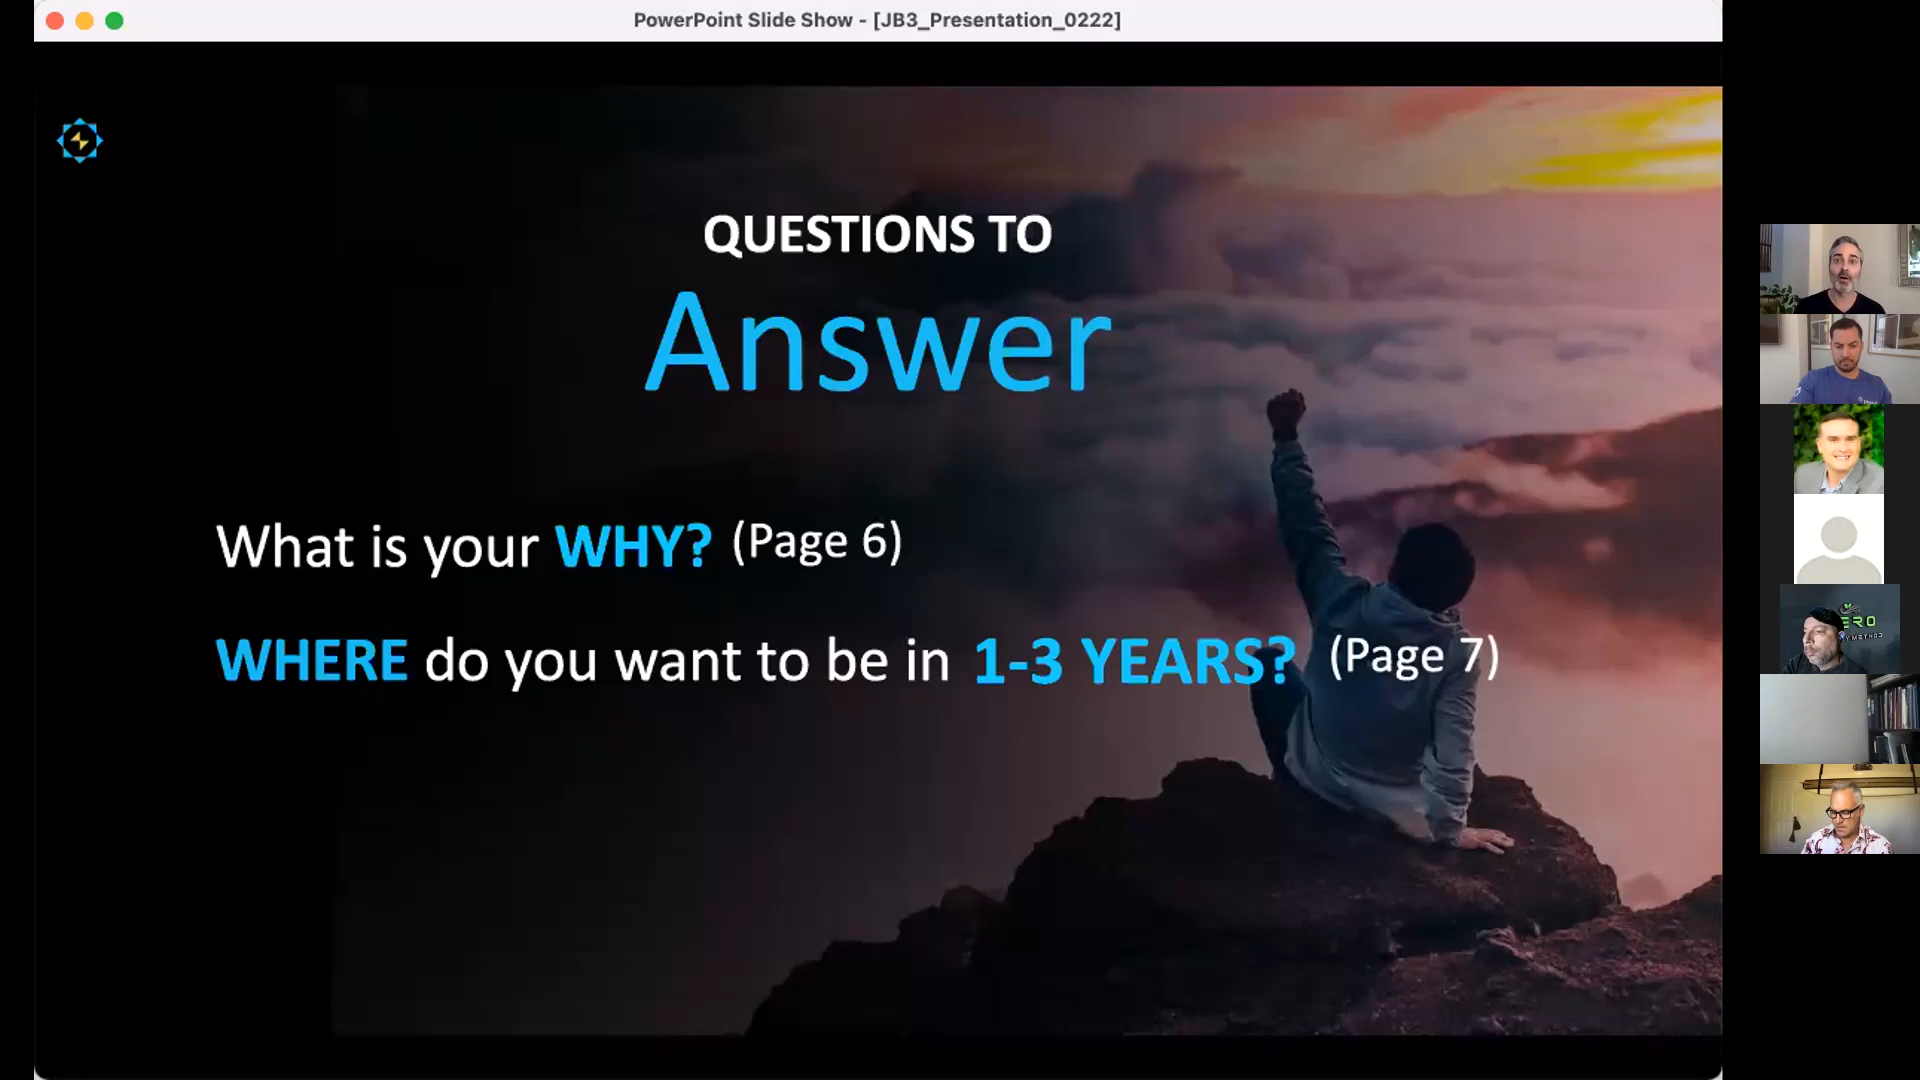 PowerPoint Slide Show - [JB3_Presentation_0222]
QUESTIONS TO
Answer
What is your WHY? (Page 6)
WHERE do you want to be in 1-3 YEARS? (Page 7)